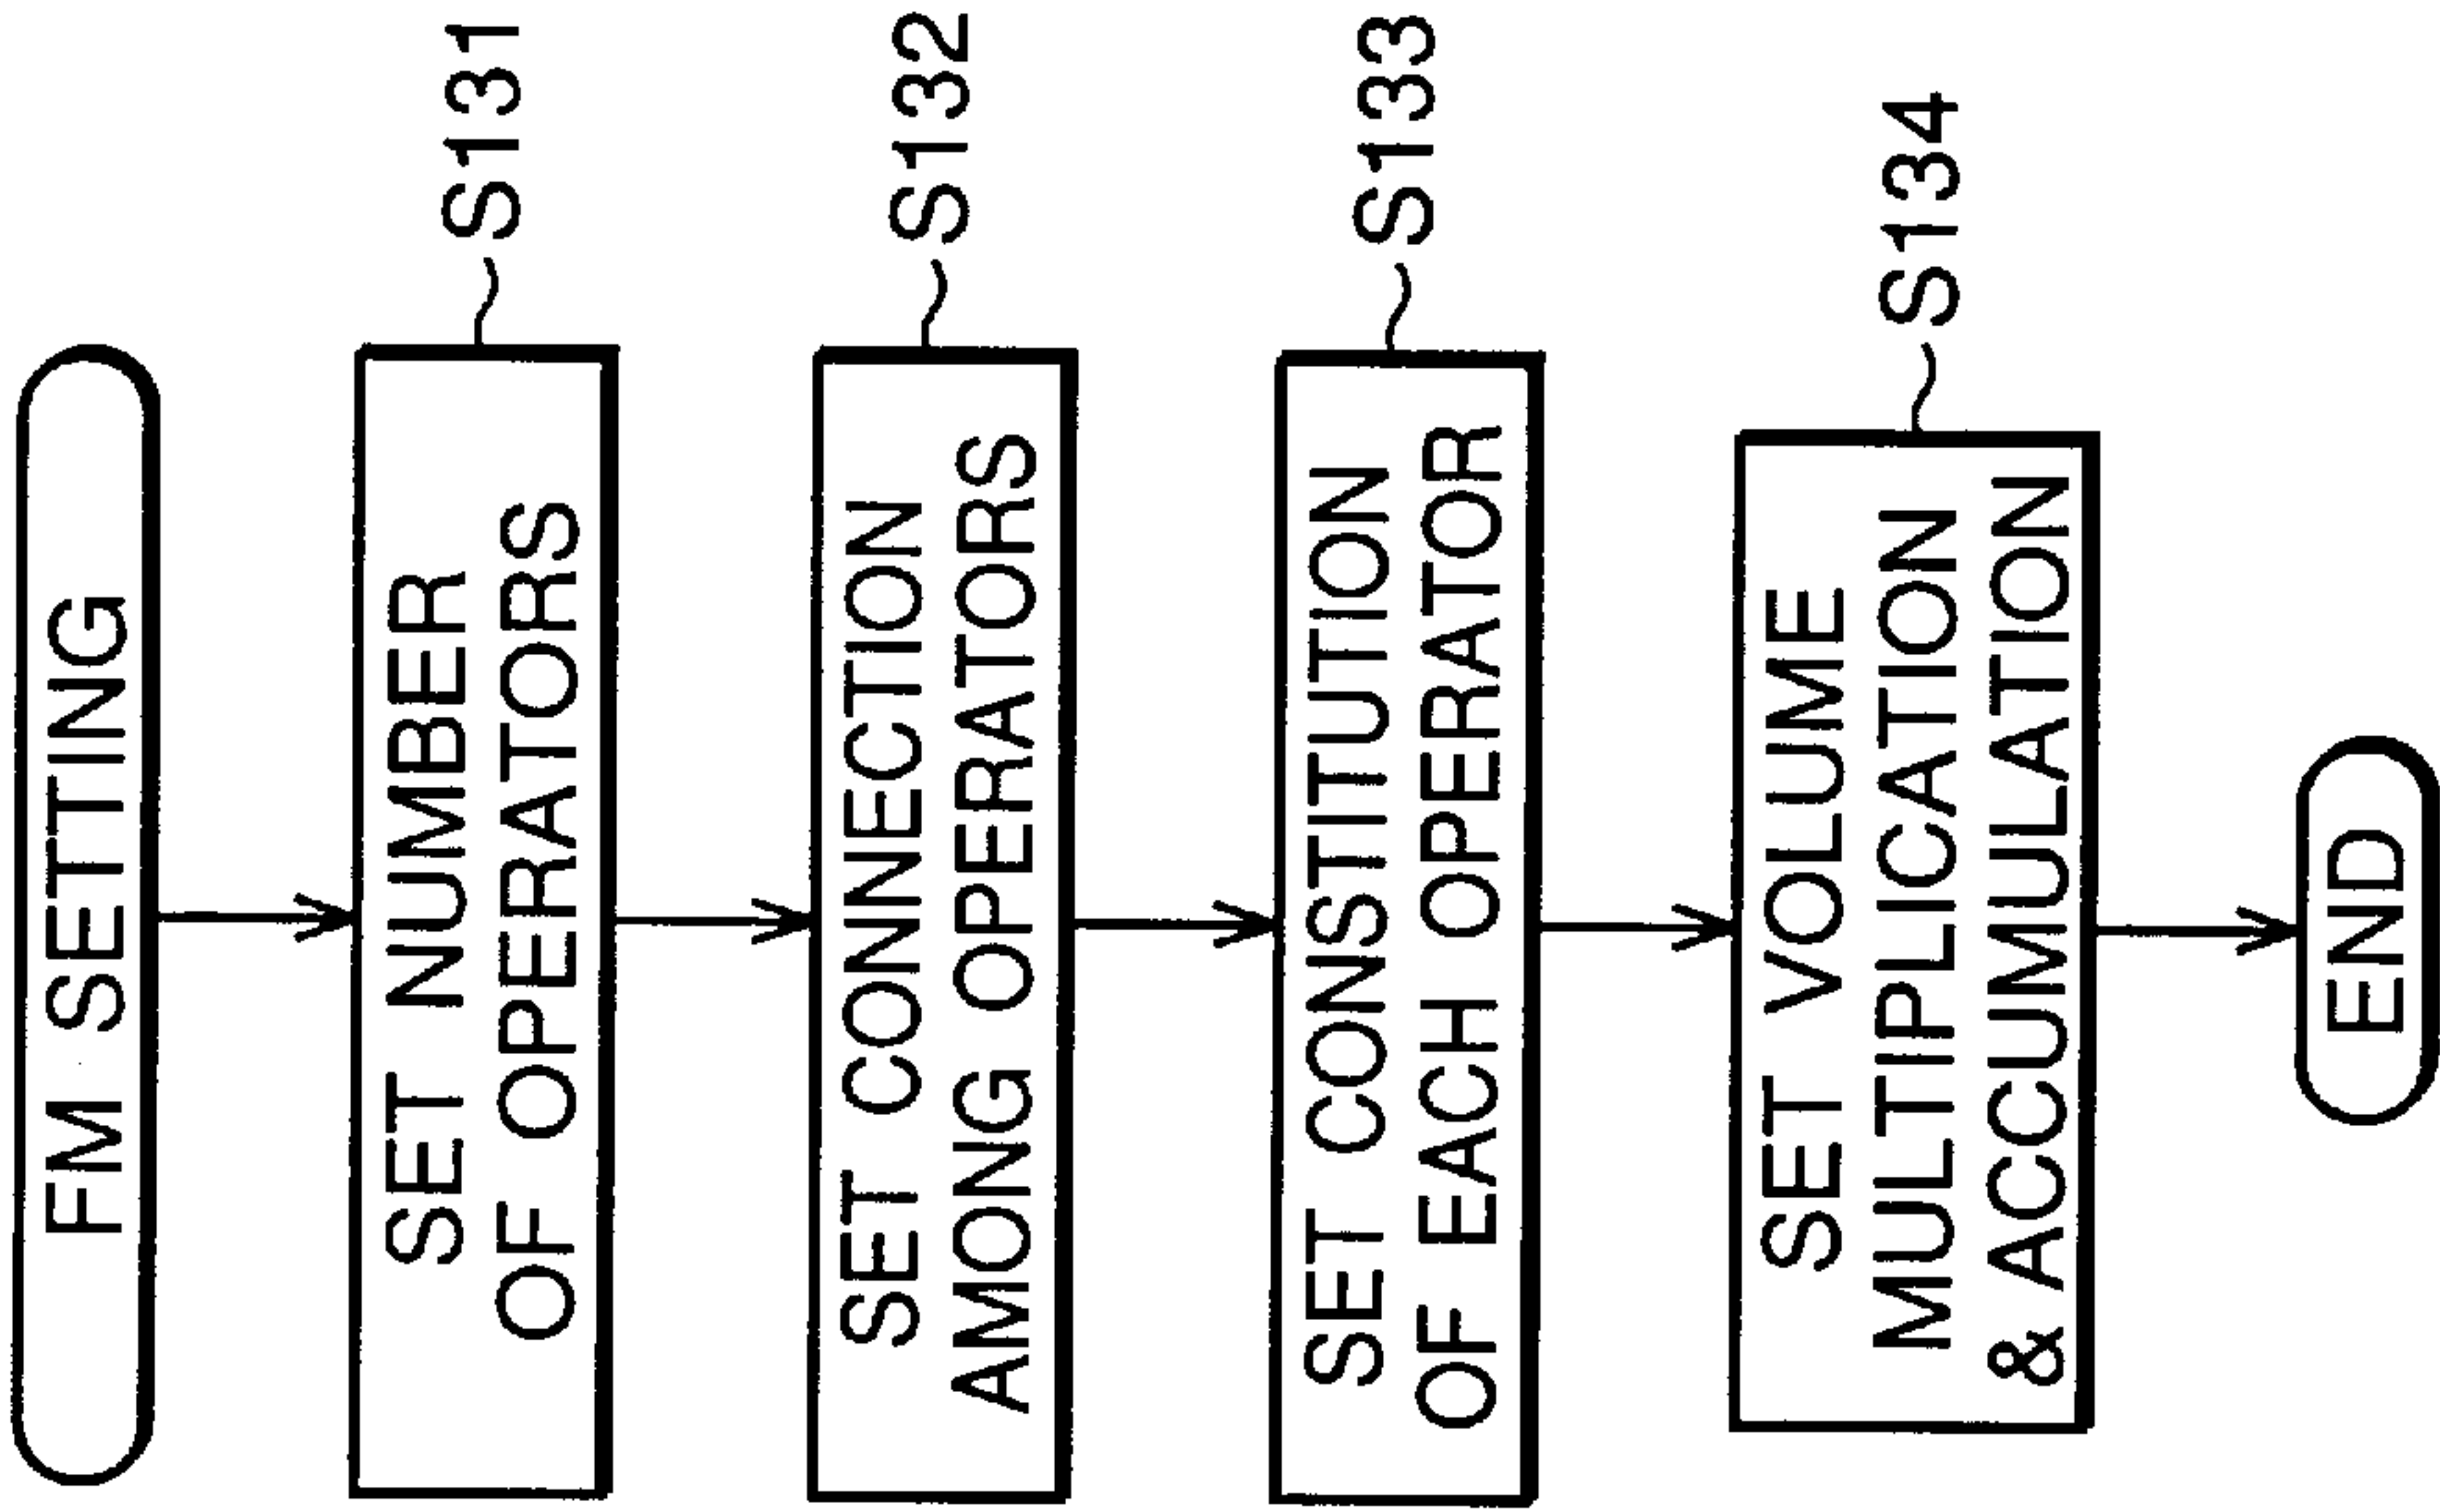 FM SETTING
SET NUMBER
OF OPERATORS
S131
SET CONNECTION
AMONG OPERATORS
S132
SET CONSTITUTION
OF EACH OPERATOR
S133
SET VOLUME
MULTIPLICATION
& ACCUMULATION
S134
END